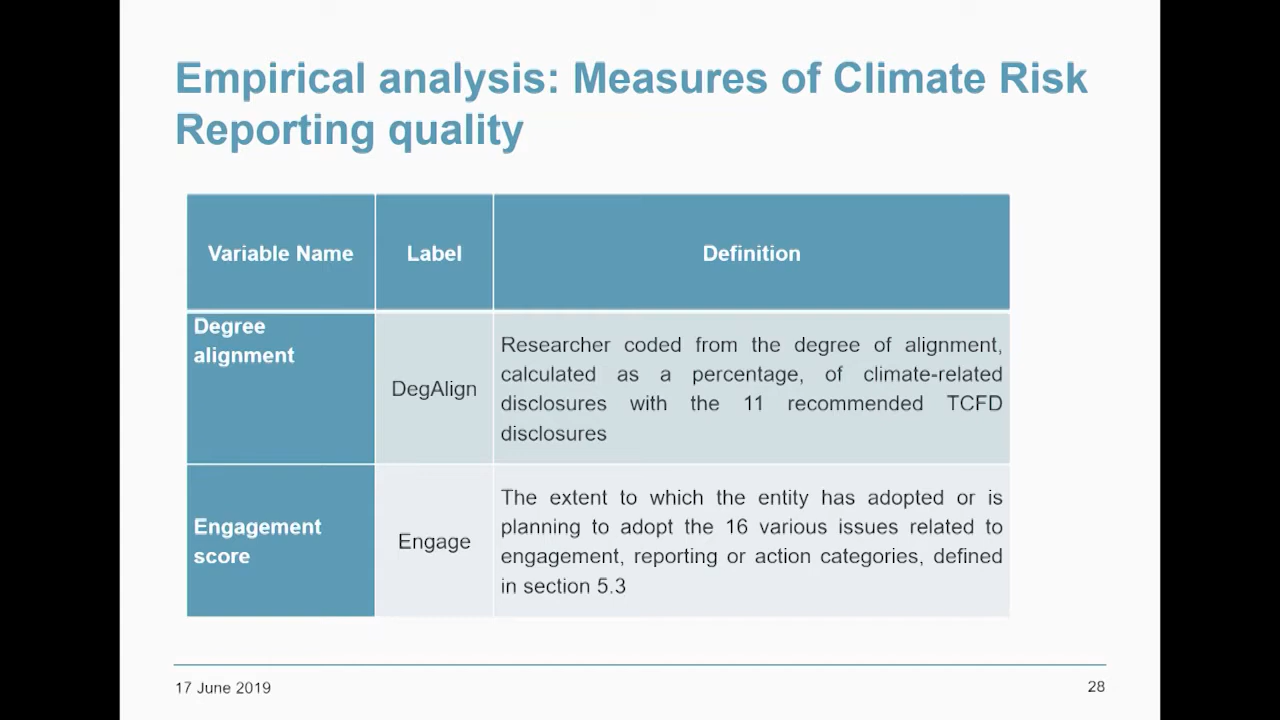 Empirical analysis: Measures of Climate Risk
Reporting quality
Variable Name
Label
Definition
Degree
alignment
DegAlign
Researcher coded from the degree of alignment,
calculated as a percentage, of climate-related
disclosures with the 11 recommended TCFD
disclosures
Engagement
score
Engage
The extent to which the entity has adopted or is
planning to adopt the 16 various issues related to
engagement, reporting or action categories, defined
in section 5.3
17 June 2019
28